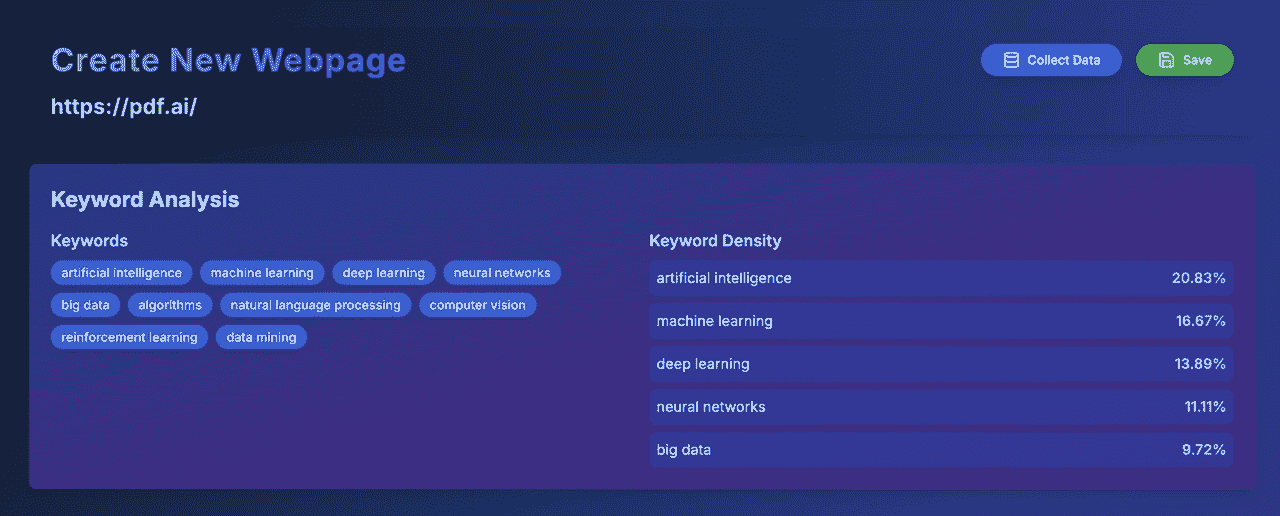 Create New Webpage
Collect Data
Save
https://pdf.ai/
Keyword Analysis
Keywords
artificial intelligence machine learning deep learning neural networks
big data algorithms natural language processing computer vision
reinforcement learning data mining
Keyword Density
artificial intelligence 20.83%
machine learning 16.67%
deep learning 13.89%
neural networks 11.11%
big data 9.72%